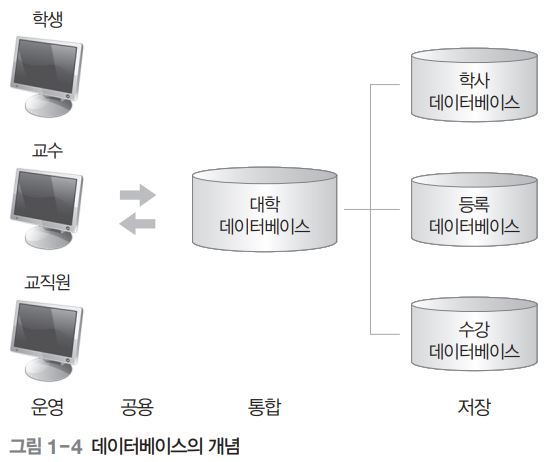 학생
교수
교직원
대학
데이터베이스
학사
데이터베이스
등록
데이터베이스
수강
데이터베이스
운영 공용 통합 저장
그림 1-4 데이터베이스의 개념